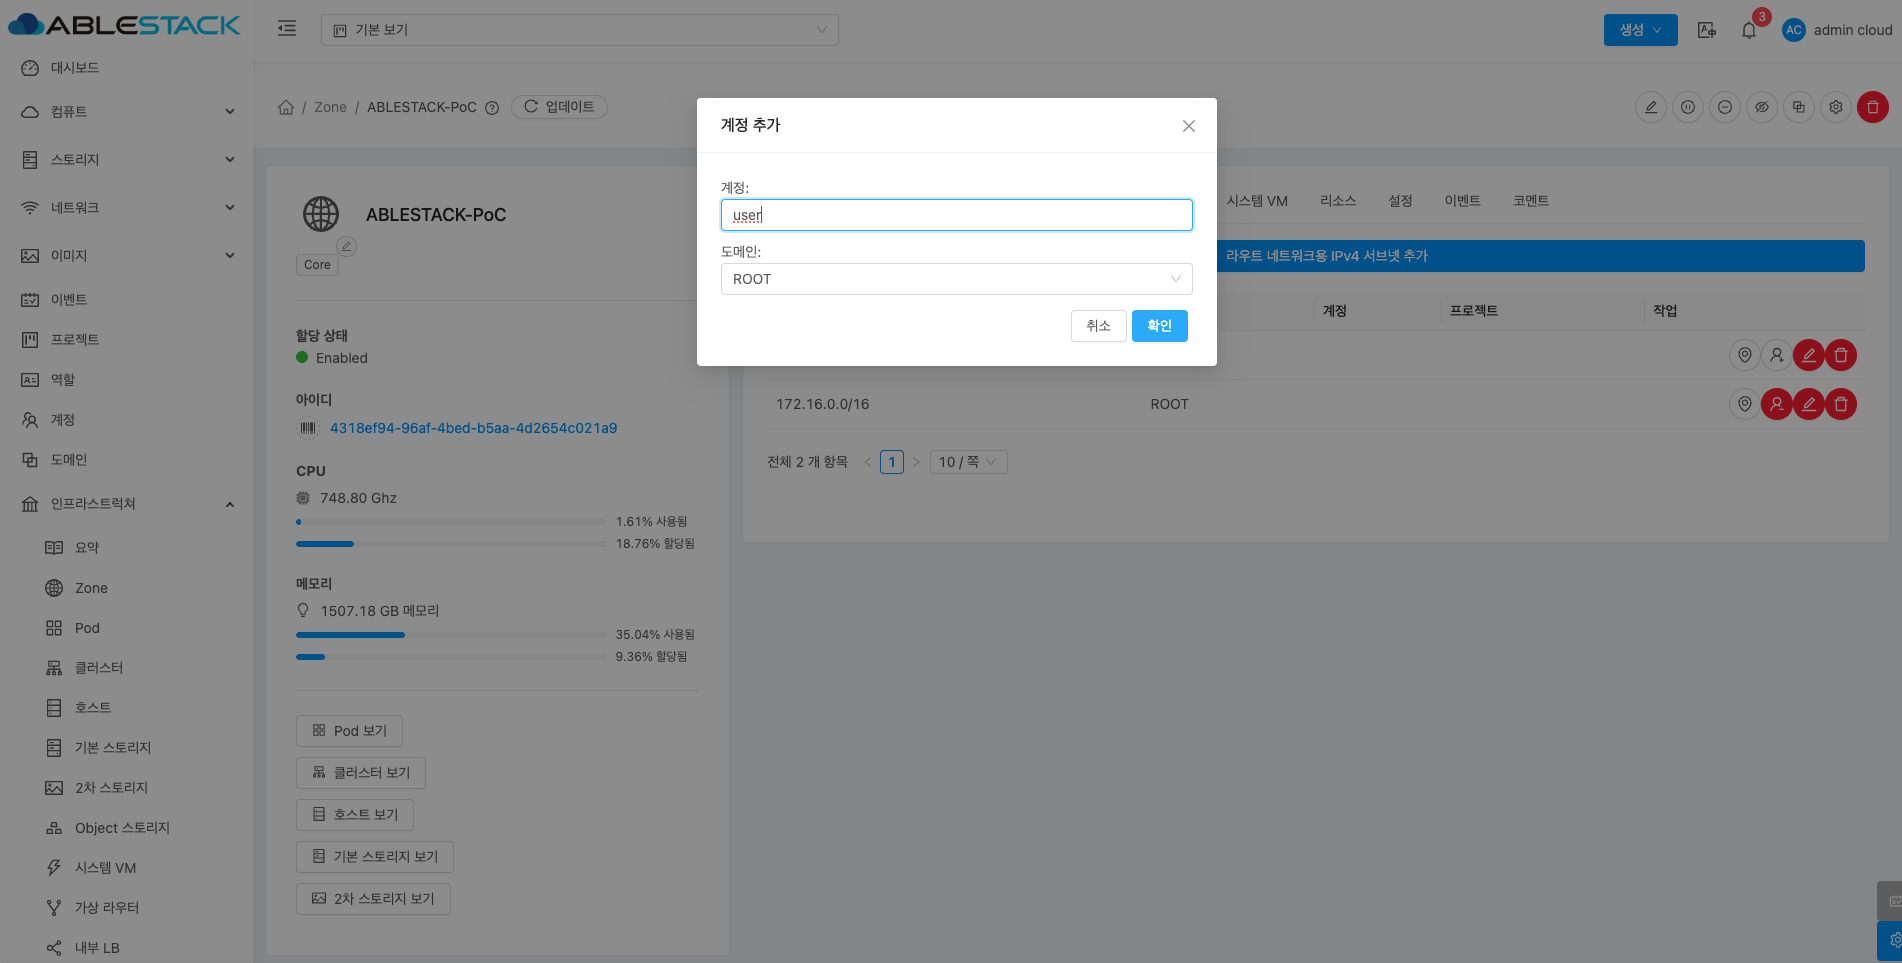 ABLESTACK
기본 보기
생성
3
AC
admin cloud
대시보드
컴퓨트
스토리지
네트워크
이미지
이벤트
프로젝트
역할
계정
도메인
인프라스트럭쳐
요약
Zone
Pod
클러스터
호스트
기본 스토리지
2차 스토리지
Object 스토리지
시스템 VM
가상 라우터
내부 LB
/ Zone / ABLESTACK-PoC
업데이트
ABLESTACK-PoC
Core
할당 상태
Enabled
아이디
4318ef94-96af-4bed-b5aa-4d2654c021a9
CPU
748.80 Ghz
1.61% 사용됨
18.76% 할당됨
메모리
1507.18 GB 메모리
35.04% 사용됨
9.36% 할당됨
Pod 보기
클러스터 보기
호스트 보기
기본 스토리지 보기
2차 스토리지 보기
계정 추가
계정:
user
도메인:
ROOT
취소
확인
시스템 VM
리소스
설정
이벤트
코멘트
라우트 네트워크용 IPv4 서브넷 추가
계정
프로젝트
작업
172.16.0.0/16
ROOT
전체 2 개 항목
1
10 / 쪽